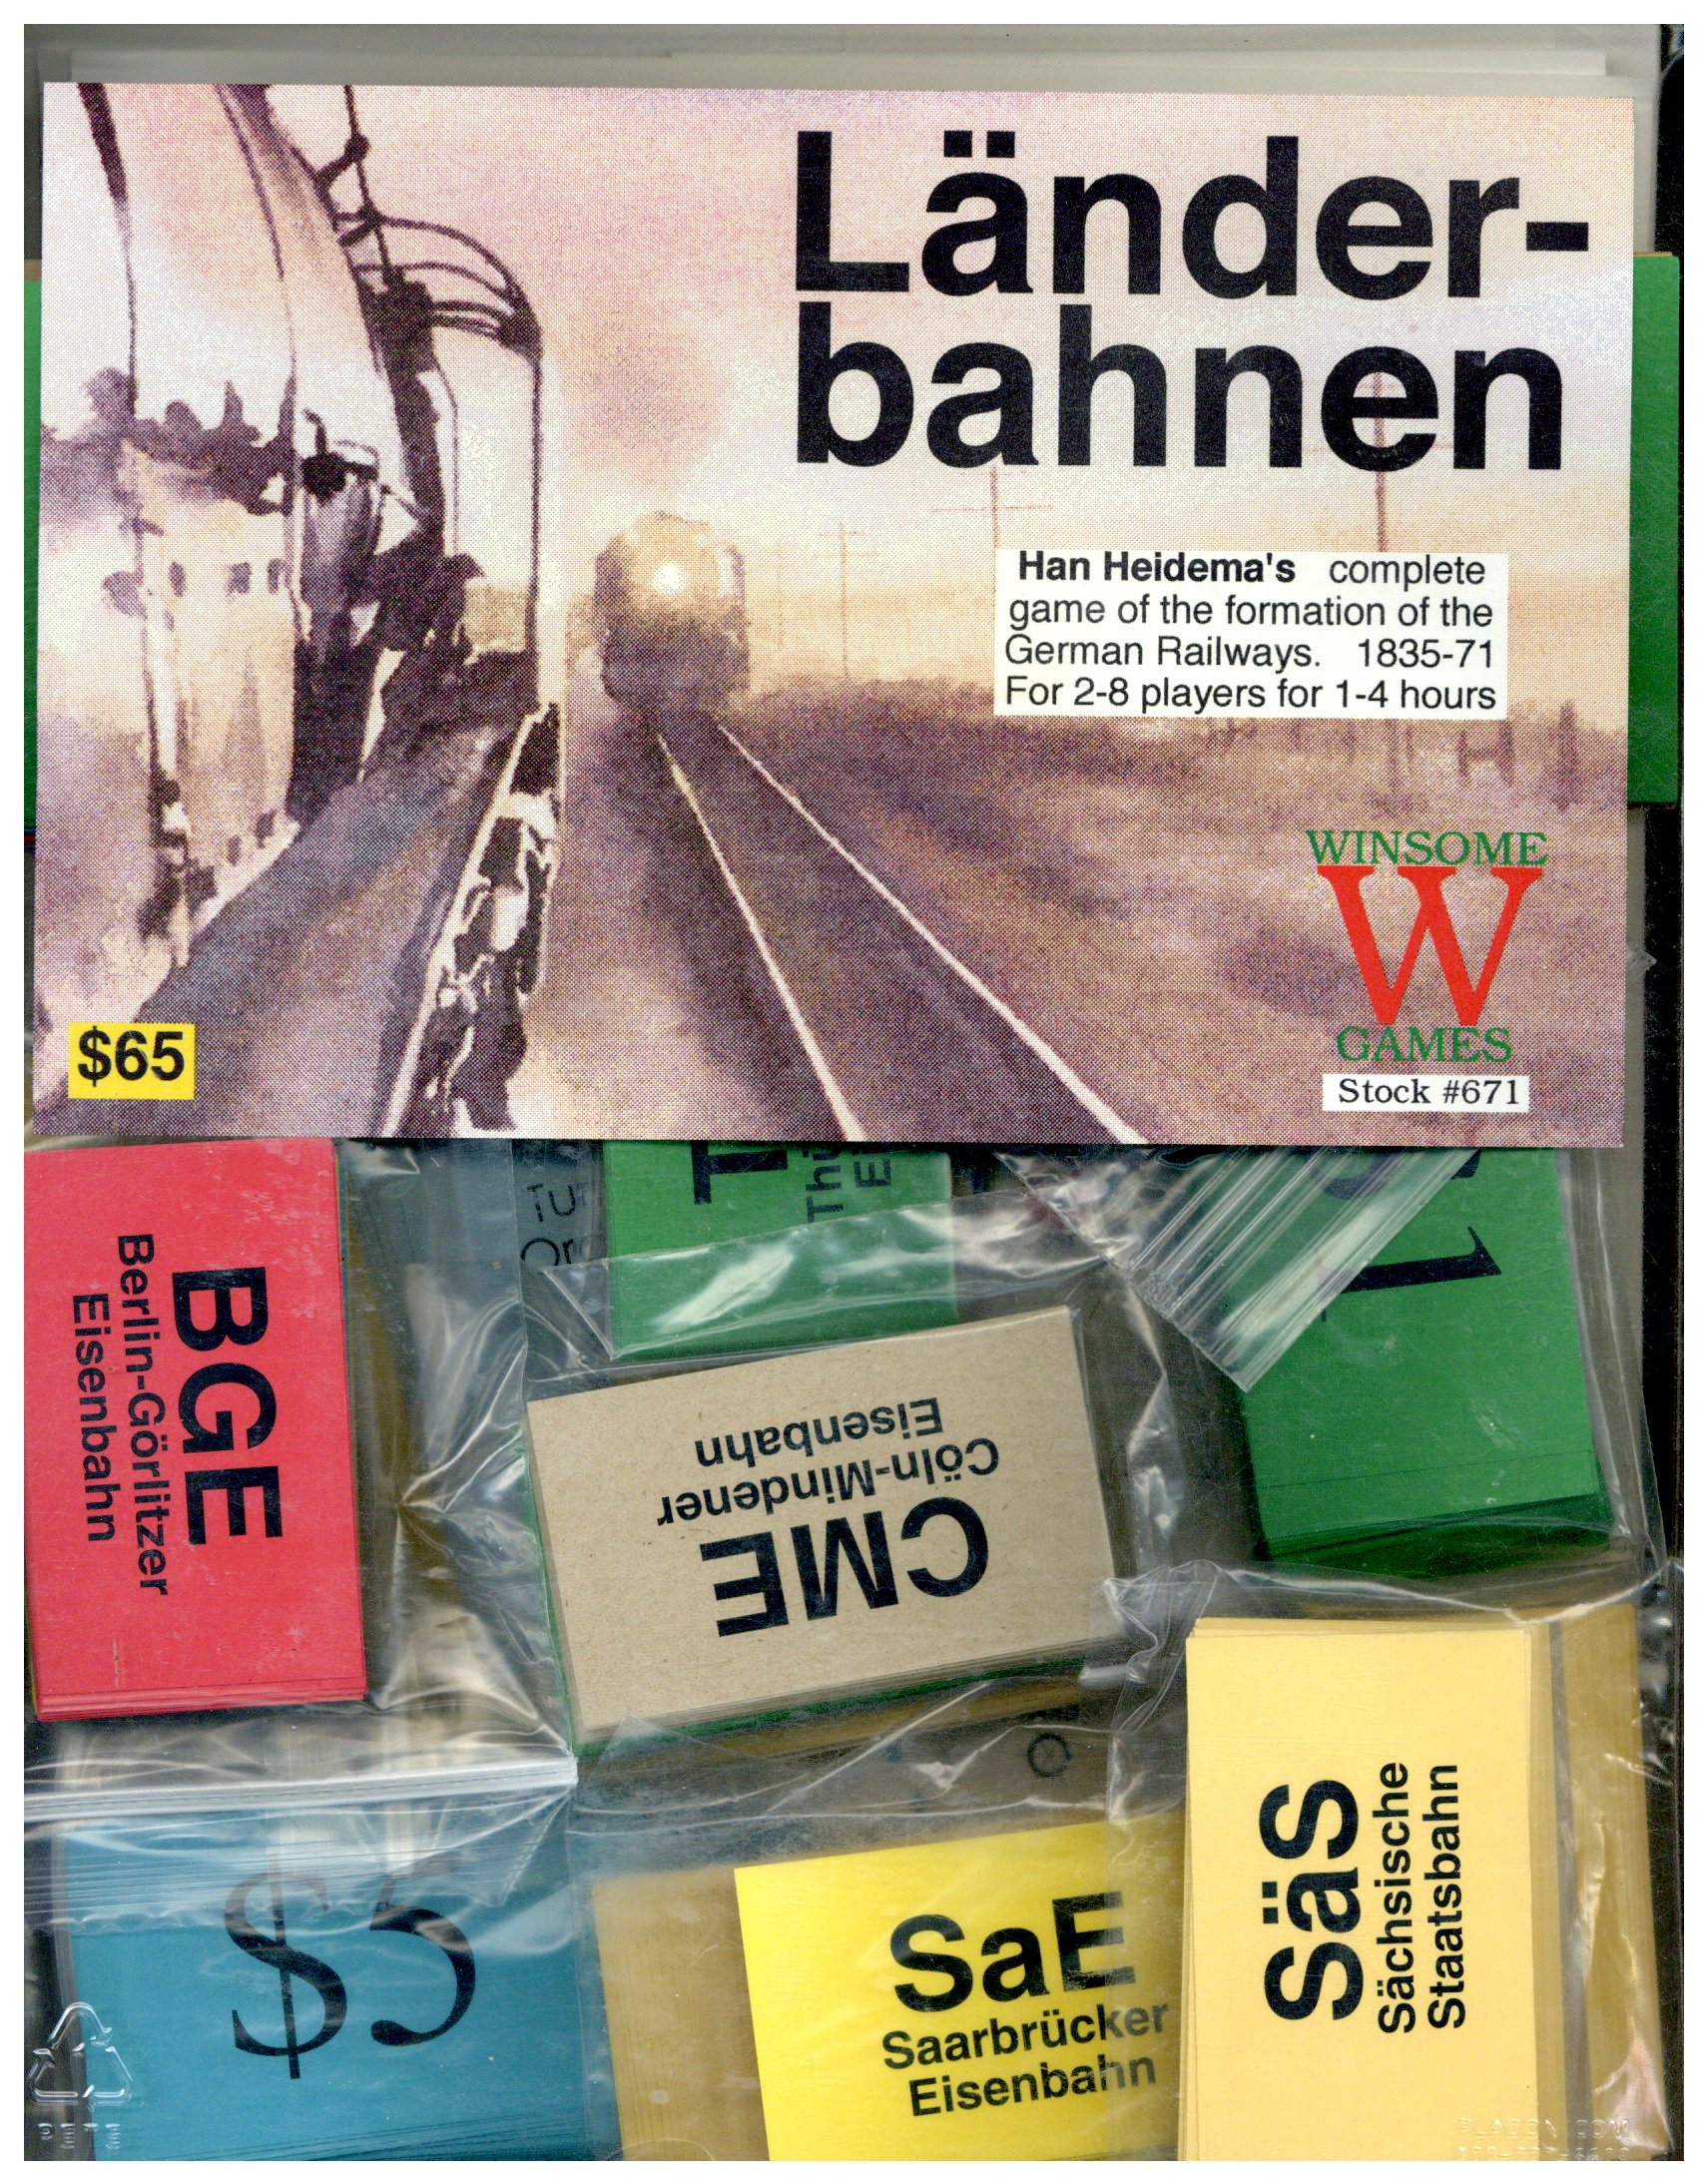 Länder-
bahnen
Han Heidema's complete
game of the formation of the
German Railways. 1835-71
For 2-8 players for 1-4 hours
WINSOME
W
GAMES
Stock #671
$65
BGE
Berlin-Görlitzer
Eisenbahn
CME
Cöln-Mindener
Eisenbahn
$5
SaE
Saarbrücker
Eisenbahn
SäS
Sächsische
Staatsbahn
PETE